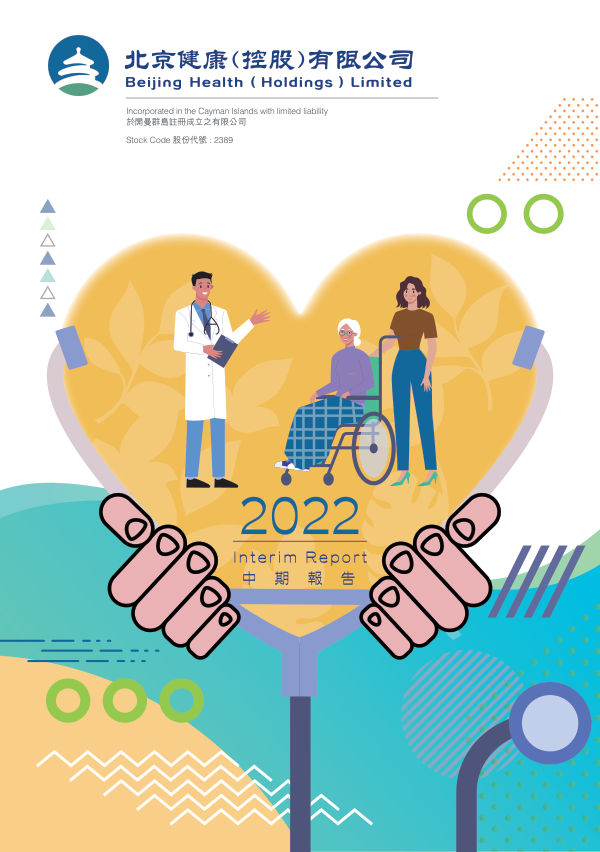 北京健康（控股）有限公司
Beijing Health ( Holdings ) Limited
Incorporated in the Cayman Islands with limited liability
於開曼群島註冊成立之有限公司
Stock Code 股份代號 : 2389
2022
Interim Report
中期報告